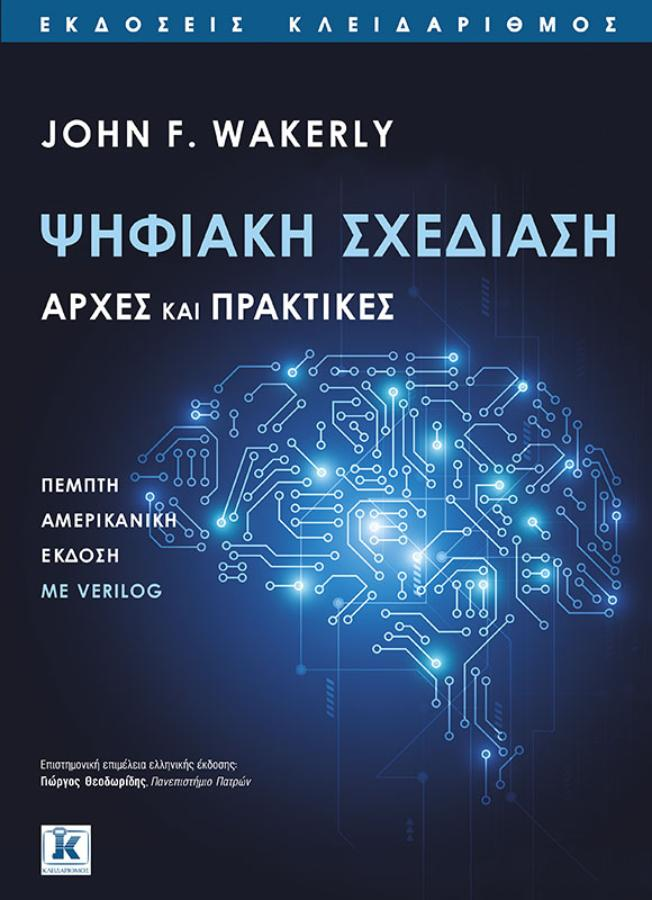 ΕΚΔΟΣΕΙΣ ΚΛΕΙΔΑΡΙΘΜΟΣ
JOHN F. WAKERLY
ΨΗΦΙΑΚΗ ΣΧΕΔΙΑΣΗ
ΑΡΧΕΣ ΚΑΙ ΠΡΑΚΤΙΚΕΣ
ΠΕΜΠΤΗ
ΑΜΕΡΙΚΑΝΙΚΗ
ΕΚΔΟΣΗ
ΜΕ VERILOG
Επιστημονική επιμέλεια ελληνικής έκδοσης:
Γιώργος Θεοδωρίδης, Πανεπιστήμιο Πατρών
Κ
ΚΛΕΙΔΑΡΙΘΜΟΣ